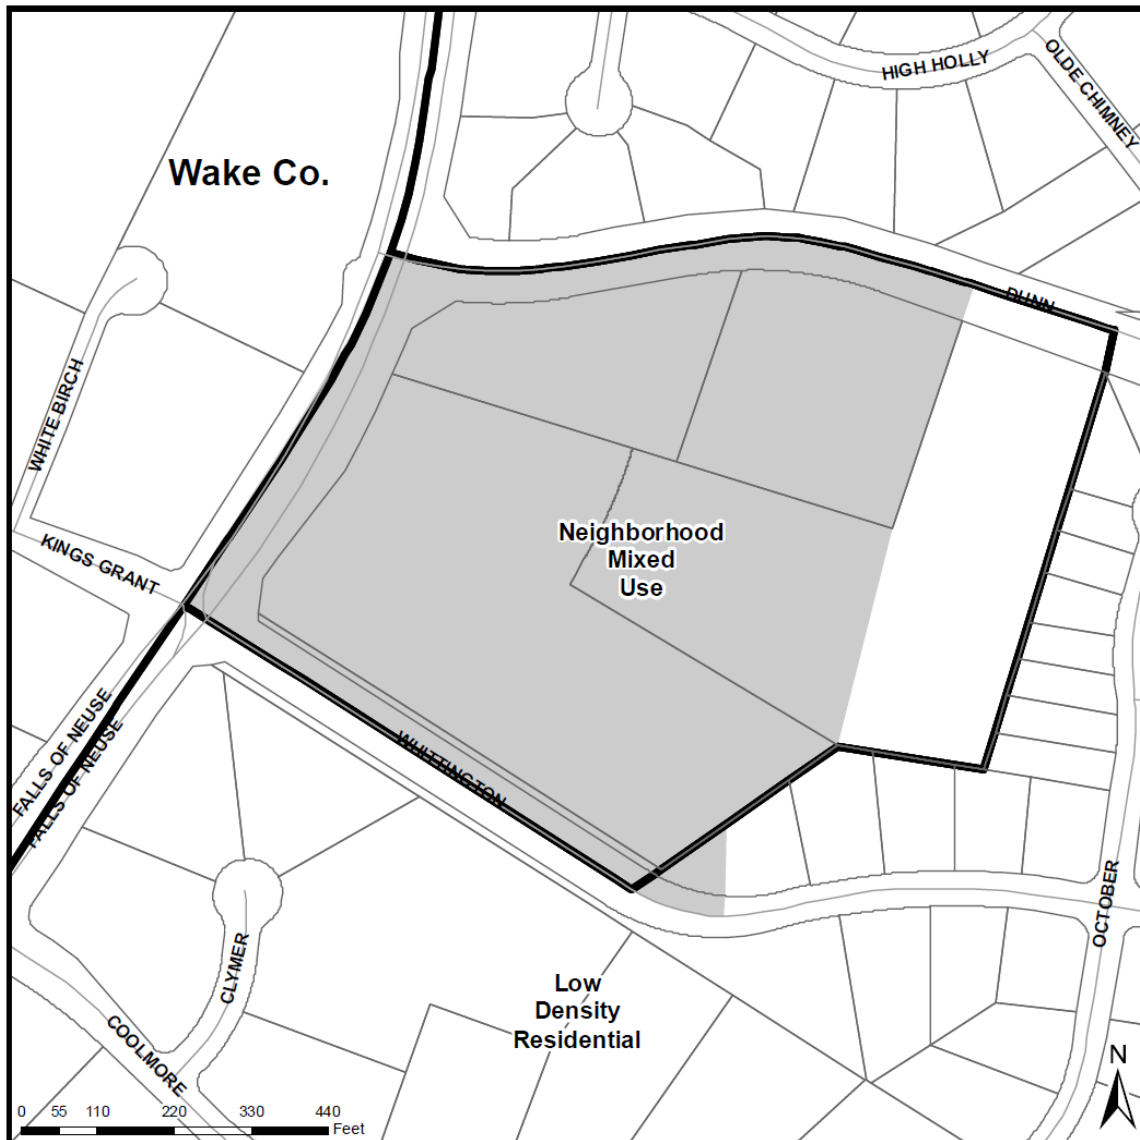 HIGH HOLLY
OLDE CHIMNEY
Wake Co.
DUNN
WHITE BIRCH
Neighborhood
Mixed
Use
KINGS GRANT
FALLS OF NEUSE
FALLS OF NEUSE
WHITTINGTON
OCTOBER
CLYMER
Low
Density
Residential
COOLMORE
N
0 55 110 220 330 440
Feet